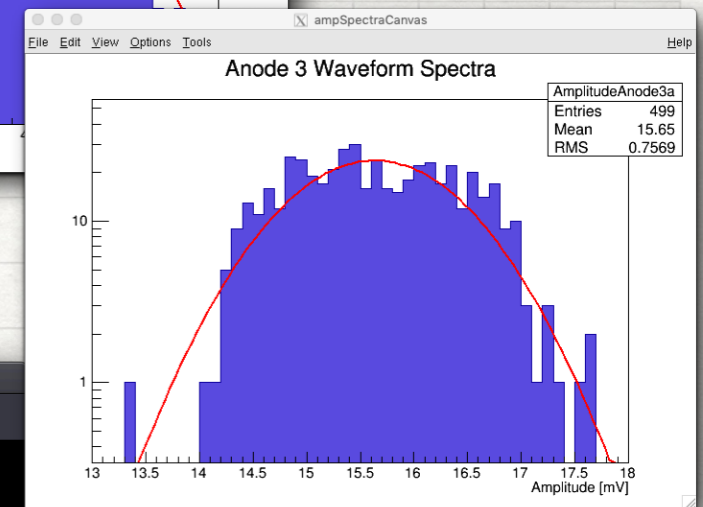 ampSpectraCanvas
File Edit View Options Tools Help
Anode 3 Waveform Spectra
AmplitudeAnode3a
Entries 499
Mean 15.65
RMS 0.7569
10
1
13 13.5 14 14.5 15 15.5 16 16.5 17 17.5 18
Amplitude [mV]